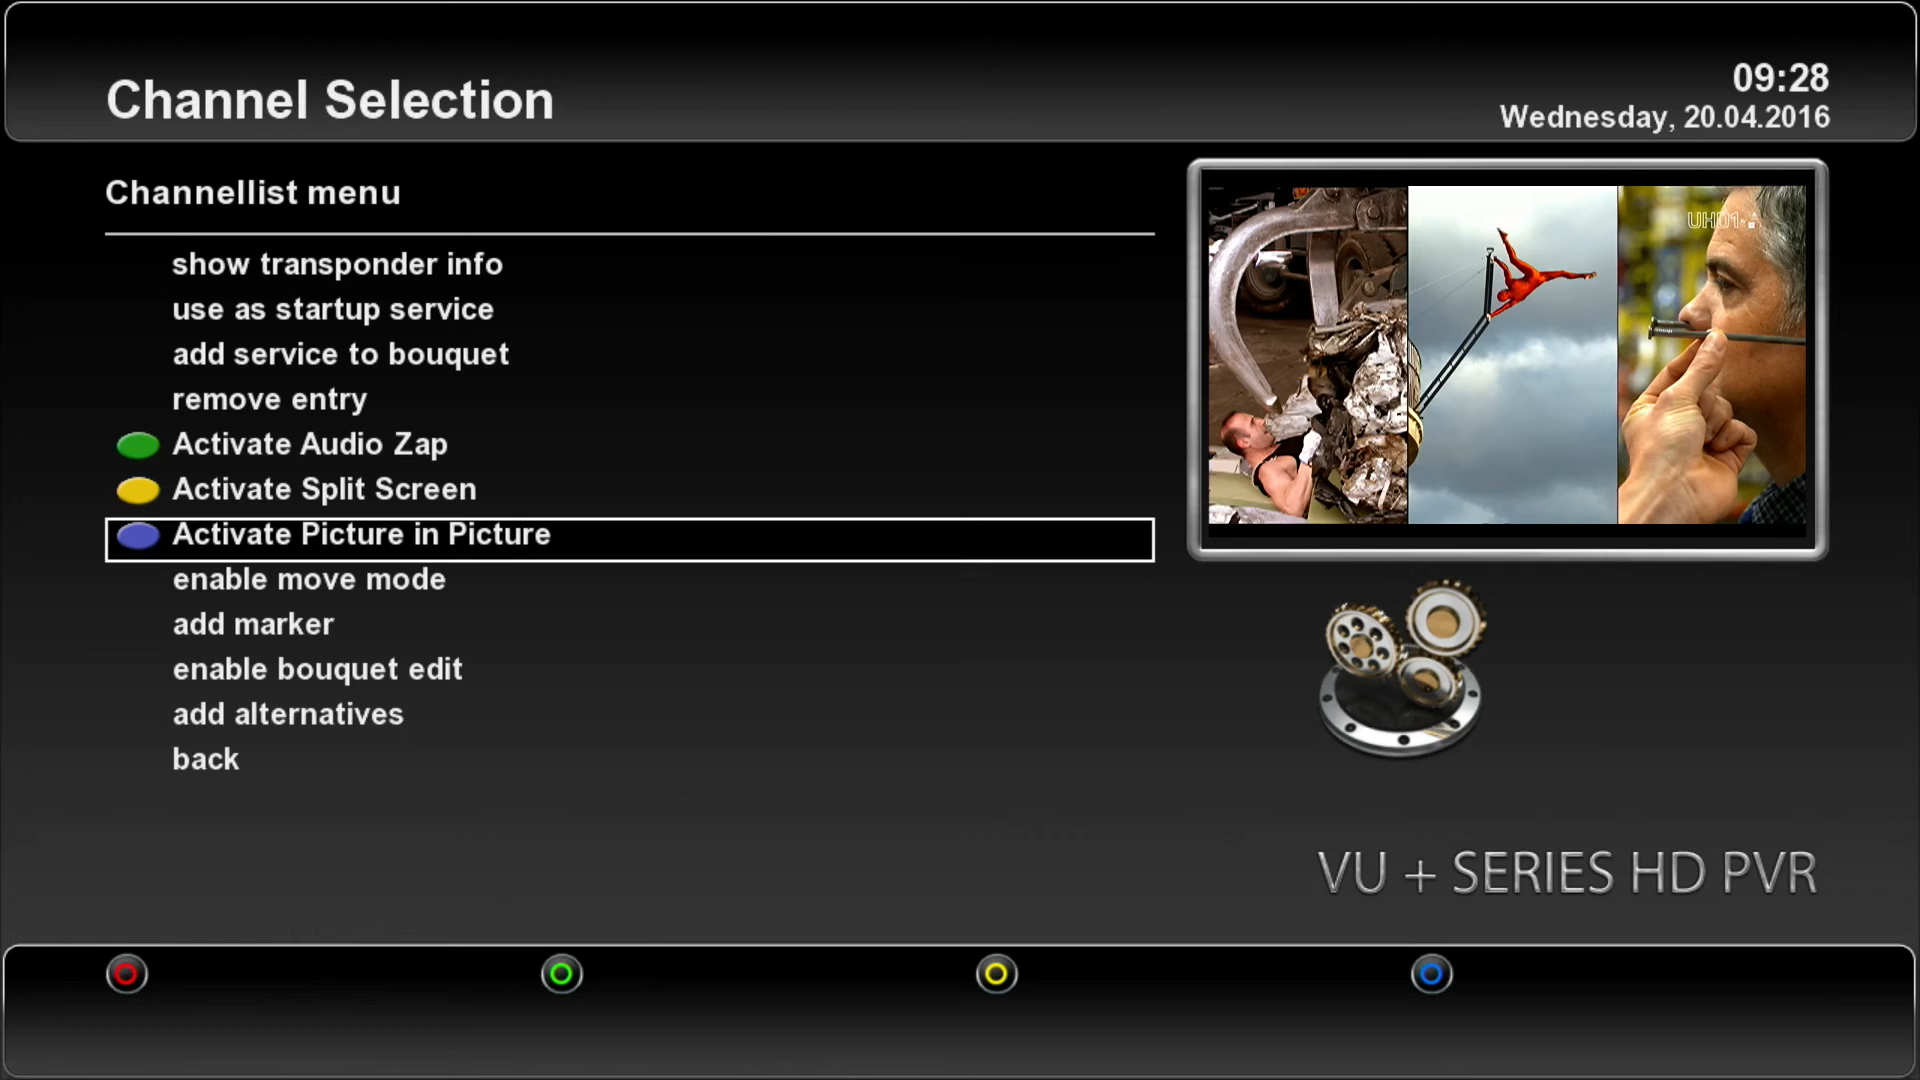 Channel Selection
09:28
Wednesday, 20.04.2016
Channellist menu
show transponder info
use as startup service
add service to bouquet
remove entry
Activate Audio Zap
Activate Split Screen
Activate Picture in Picture
enable move mode
add marker
enable bouquet edit
add alternatives
back
UHD1
VU + SERIES HD PVR